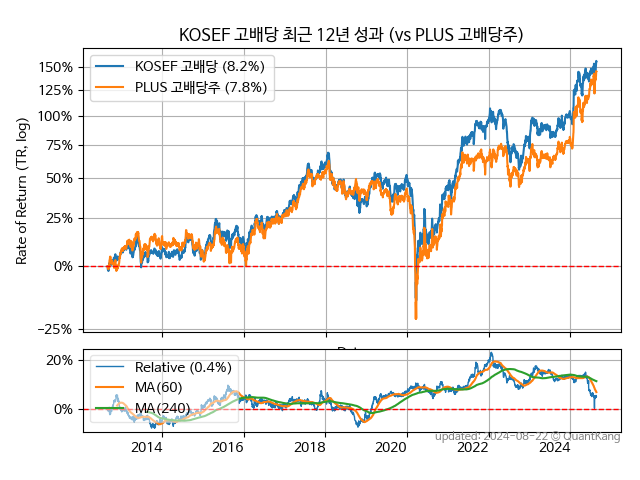 KOSEF 고배당 최근 12년 성과 (vs PLUS 고배당주)
KOSEF 고배당 (8.2%)
PLUS 고배당주 (7.8%)
150%
125%
100%
75%
50%
25%
0%
−25%
Rate of Return (TR, log)
Relative (0.4%)
MA(60)
MA(240)
20%
0%
2014 2016 2018 2020 2022 2024
updated: 2024-08-22 © QuantKang